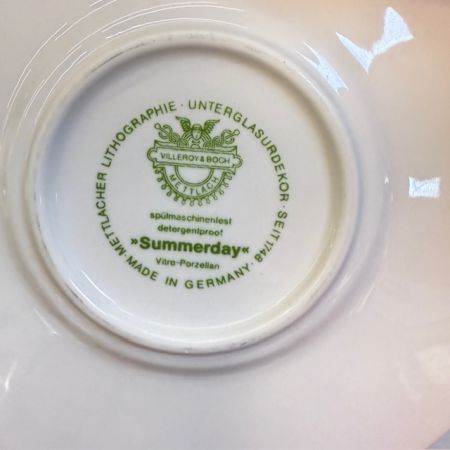 METTLACHER LITHOGRAPHIE · UNTERGLASURDEKOR · SEIT 1748 · MADE IN GERMANY ·
VILLEROY & BOCH
METTLACH
spülmaschinenfest
detergentproof
»Summerday«
Vitro-Porzellan